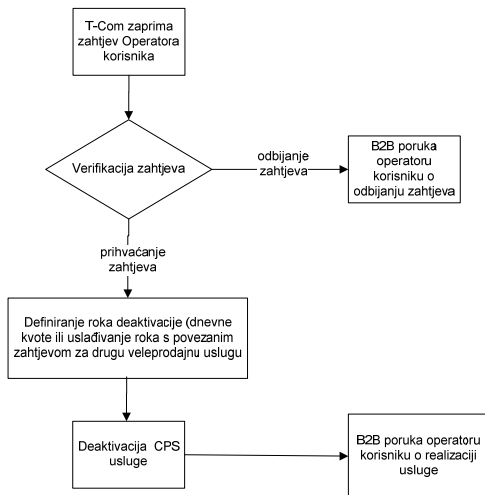 T-Com zaprima
zahtjev Operatora
korisnika
Verifikacija zahtjeva
odbijanje
zahtjeva
B2B poruka
operatoru
korisniku o
odbijanju zahtjeva
prihvaćanje
zahtjeva
Definiranje roka deaktivacije (dnevne
kvote ili uslađivanje roka s povezanim
zahtjevom za drugu veleprodajnu uslugu
Deaktivacija CPS
usluge
B2B poruka operatoru
korisniku o realizaciji
usluge